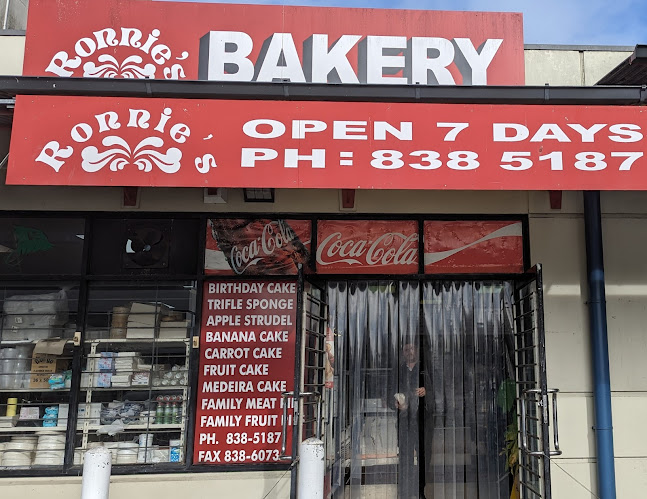 Ronnie's BAKERY
Ronnie's OPEN 7 DAYS
PH: 838 5187
Coca-Cola Coca-Cola
BIRTHDAY CAKE
TRIFLE SPONGE
APPLE STRUDEL
BANANA CAKE
CARROT CAKE
FRUIT CAKE
MEDEIRA CAKE
FAMILY MEAT
FAMILY FRUIT
PH. 838-5187
FAX 838-6073